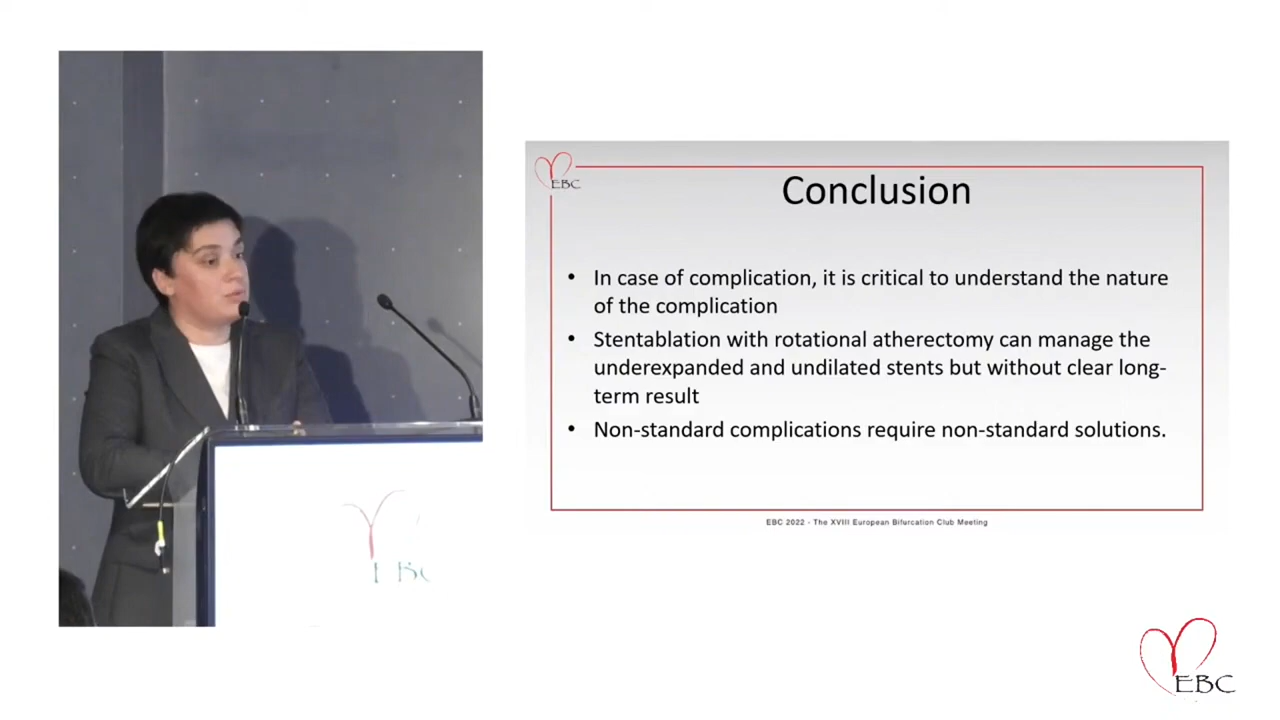 EBC
Conclusion
• In case of complication, it is critical to understand the nature
of the complication
• Stentablation with rotational atherectomy can manage the
underexpanded and undilated stents but without clear long-
term result
• Non-standard complications require non-standard solutions.
EBC 2022 - The XVIII European Bifurcation Club Meeting
EBC
EBC